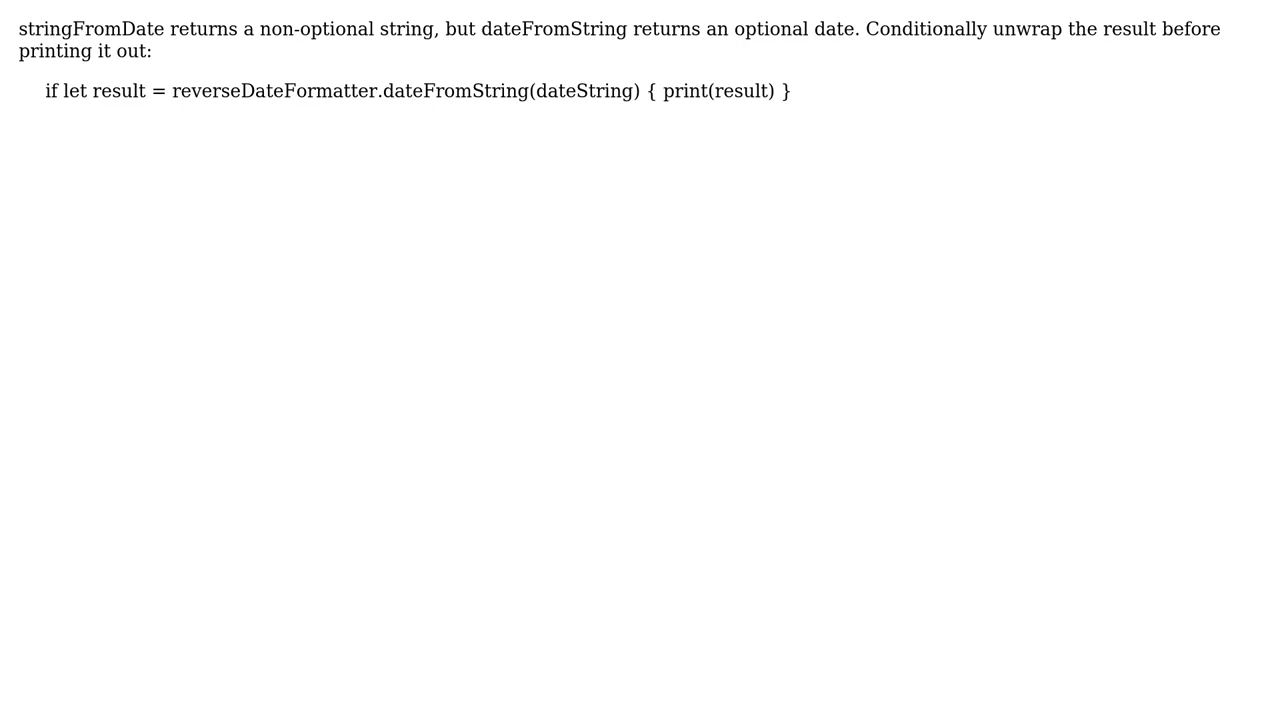 stringFromDate returns a non-optional string, but dateFromString returns an optional date. Conditionally unwrap the result before
printing it out:
if let result = reverseDateFormatter.dateFromString(dateString) { print(result) }